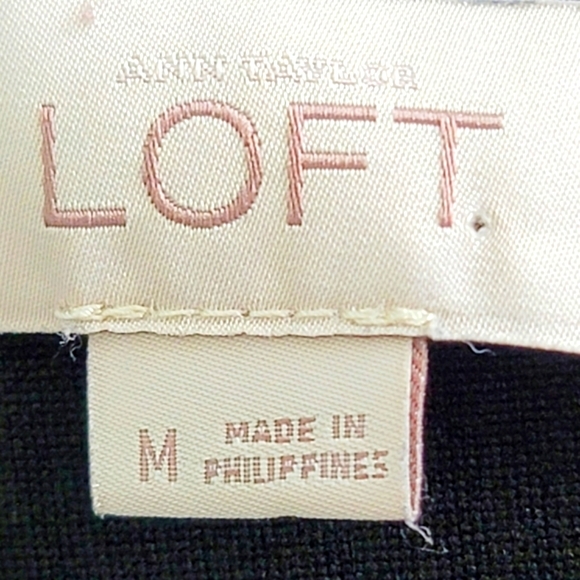 ANN TAYLOR
LOFT
M
MADE IN
PHILIPPINES